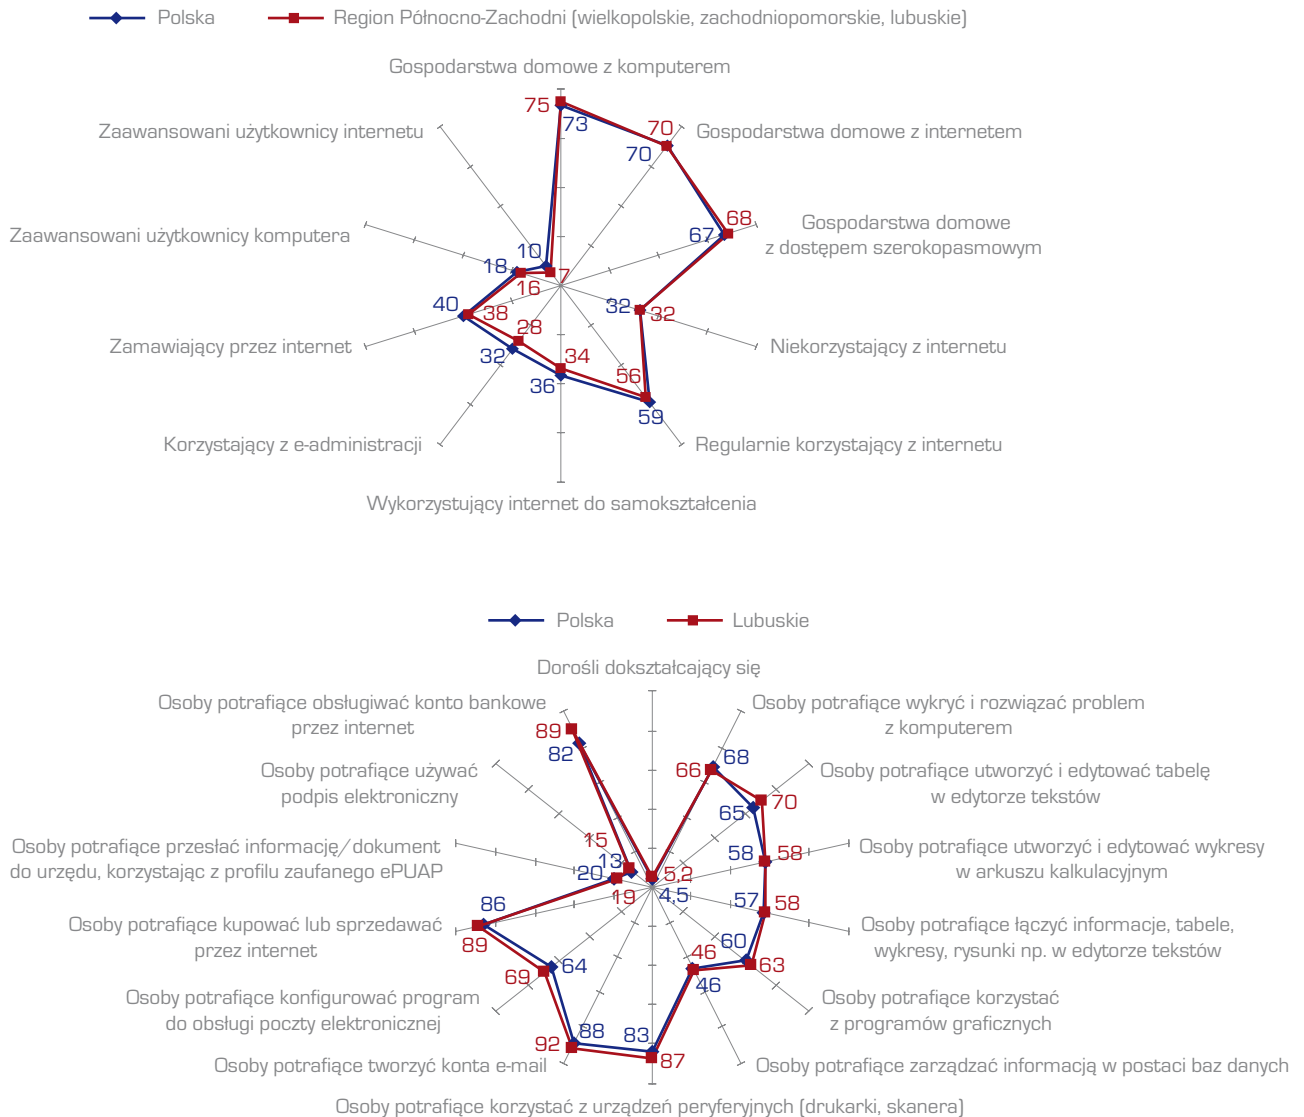 Polska
Region Północno-Zachodni (wielkopolskie, zachodniopomorskie, lubuskie)
Gospodarstwa domowe z komputerem
75
73
Zaawansowani użytkownicy internetu
70
Gospodarstwa domowe z internetem
70
Zaawansowani użytkownicy komputera
68
Gospodarstwa domowe
z dostępem szerokopasmowym
67
10
18
7
16
40
38
32
32
Zamawiający przez internet
28
32
34
36
56
59
Niekorzystający z internetu
Korzystający z e-administracji
Regularnie korzystający z internetu
Wykorzystujący internet do samokształcenia
Polska
Lubuskie
Dorośli dokształcający się
Osoby potrafiące obsługiwać konto bankowe
przez internet
89
82
Osoby potrafiące wykryć i rozwiązać problem
z komputerem
68
66
Osoby potrafiące używać
podpis elektroniczny
Osoby potrafiące utworzyć i edytować tabelę
w edytorze tekstów
70
65
15
13
Osoby potrafiące przesłać informację/dokument
do urzędu, korzystając z profilu zaufanego ePUAP
20
19
5,2
4,5
58
58
Osoby potrafiące utworzyć i edytować wykresy
w arkuszu kalkulacyjnym
86
89
Osoby potrafiące kupować lub sprzedawać
przez internet
57
58
Osoby potrafiące łączyć informacje, tabele,
wykresy, rysunki np. w edytorze tekstów
60
63
64
69
46
46
Osoby potrafiące konfigurować program
do obsługi poczty elektronicznej
Osoby potrafiące korzystać
z programów graficznych
88
92
83
87
Osoby potrafiące tworzyć konta e-mail
Osoby potrafiące zarządzać informacją w postaci baz danych
Osoby potrafiące korzystać z urządzeń peryferyjnych (drukarki, skanera)